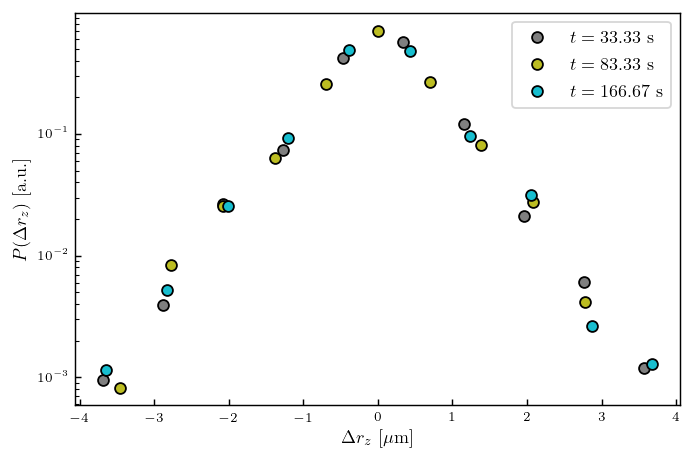 t = 33.33 s
t = 83.33 s
t = 166.67 s
P(Δr_z) [a.u.]
10⁻¹
10⁻²
10⁻³
−4 −3 −2 −1 0 1 2 3 4
Δr_z [μm]